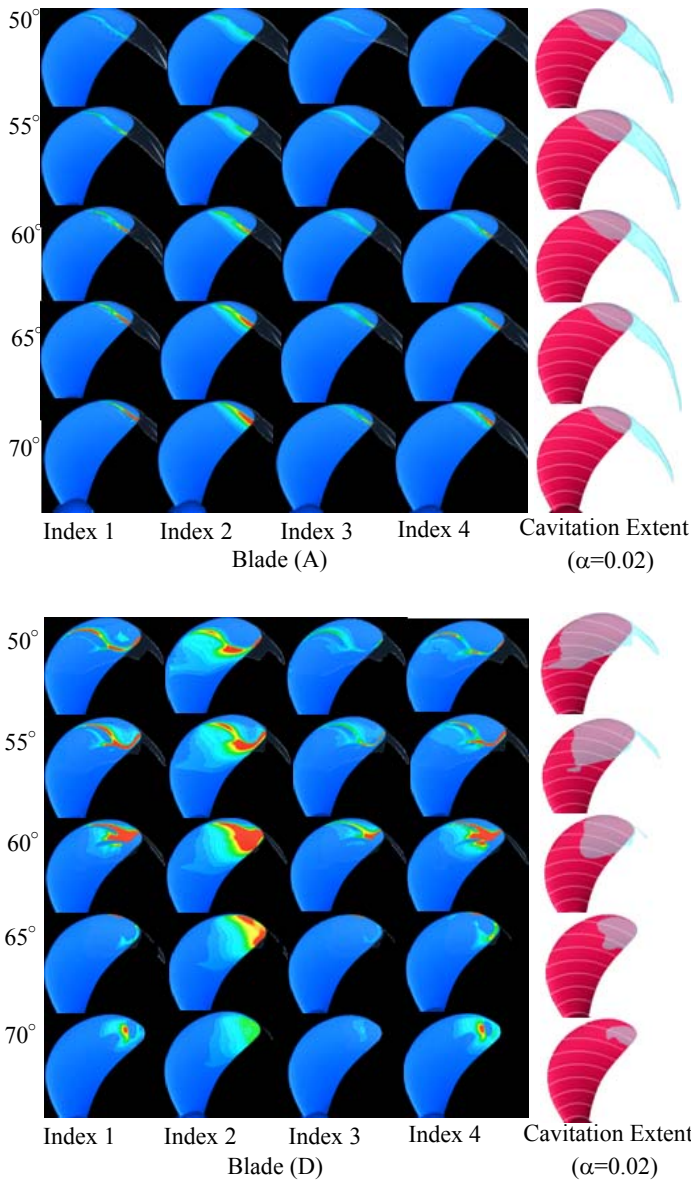 50°
55°
60°
65°
70°
Index 1 Index 2 Index 3 Index 4 Cavitation Extent
Blade (A) (α=0.02)
50°
55°
60°
65°
70°
Index 1 Index 2 Index 3 Index 4 Cavitation Extent
Blade (D) (α=0.02)